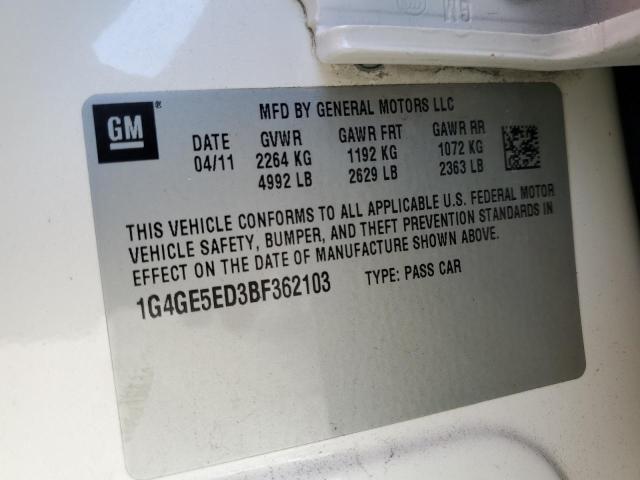 M5
GM®
MFD BY GENERAL MOTORS LLC
DATE GVWR GAWR FRT GAWR RR
04/11 2264 KG 1192 KG 1072 KG
4992 LB 2629 LB 2363 LB
THIS VEHICLE CONFORMS TO ALL APPLICABLE U.S. FEDERAL MOTOR
VEHICLE SAFETY, BUMPER, AND THEFT PREVENTION STANDARDS IN
EFFECT ON THE DATE OF MANUFACTURE SHOWN ABOVE.
1G4GE5ED3BF362103 TYPE: PASS CAR